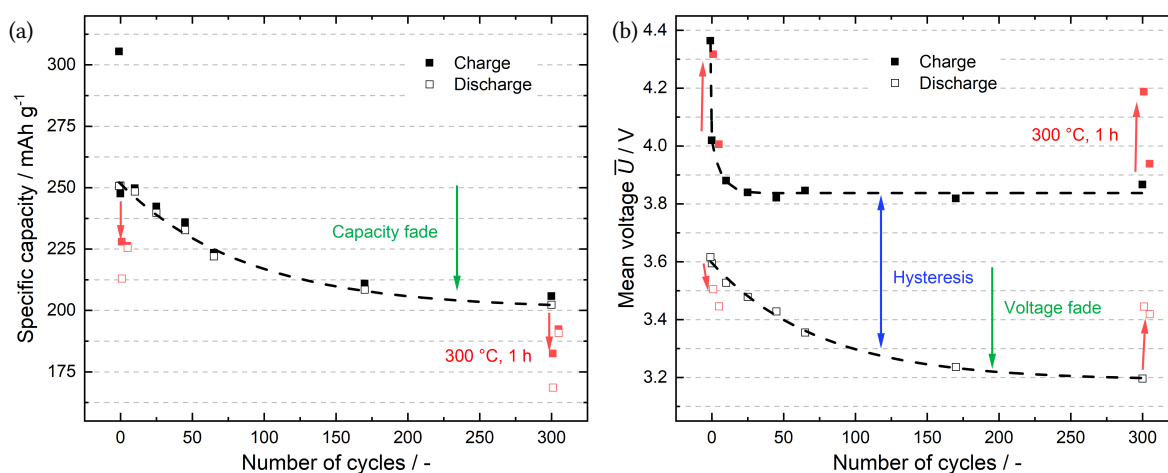 (a)
300
275
250
225
200
175
Specific capacity / mAh g⁻¹
Charge
Discharge
Capacity fade
300 °C, 1 h
0 50 100 150 200 250 300
Number of cycles / -
(b)
4.4
4.2
4.0
3.8
3.6
3.4
3.2
Mean voltage U̅ / V
Charge
Discharge
300 °C, 1 h
Hysteresis
Voltage fade
0 50 100 150 200 250 300
Number of cycles / -